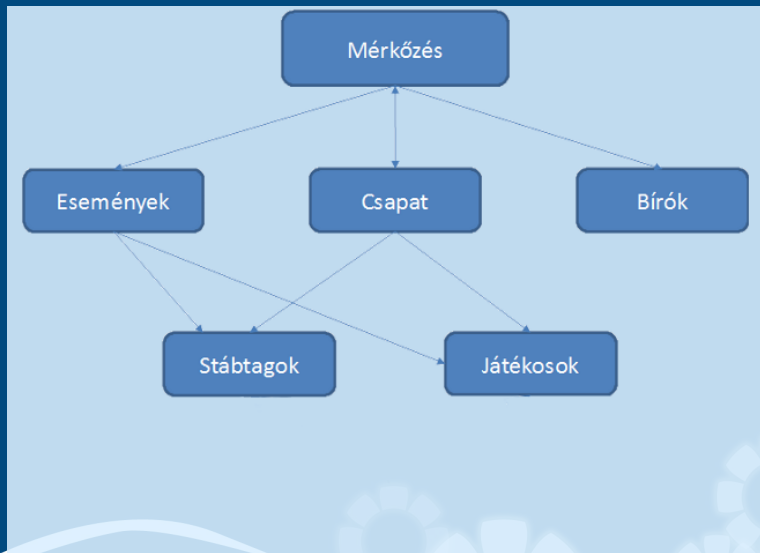 Mérkőzés
Események
Csapat
Bírók
Stábtagok
Játékosok